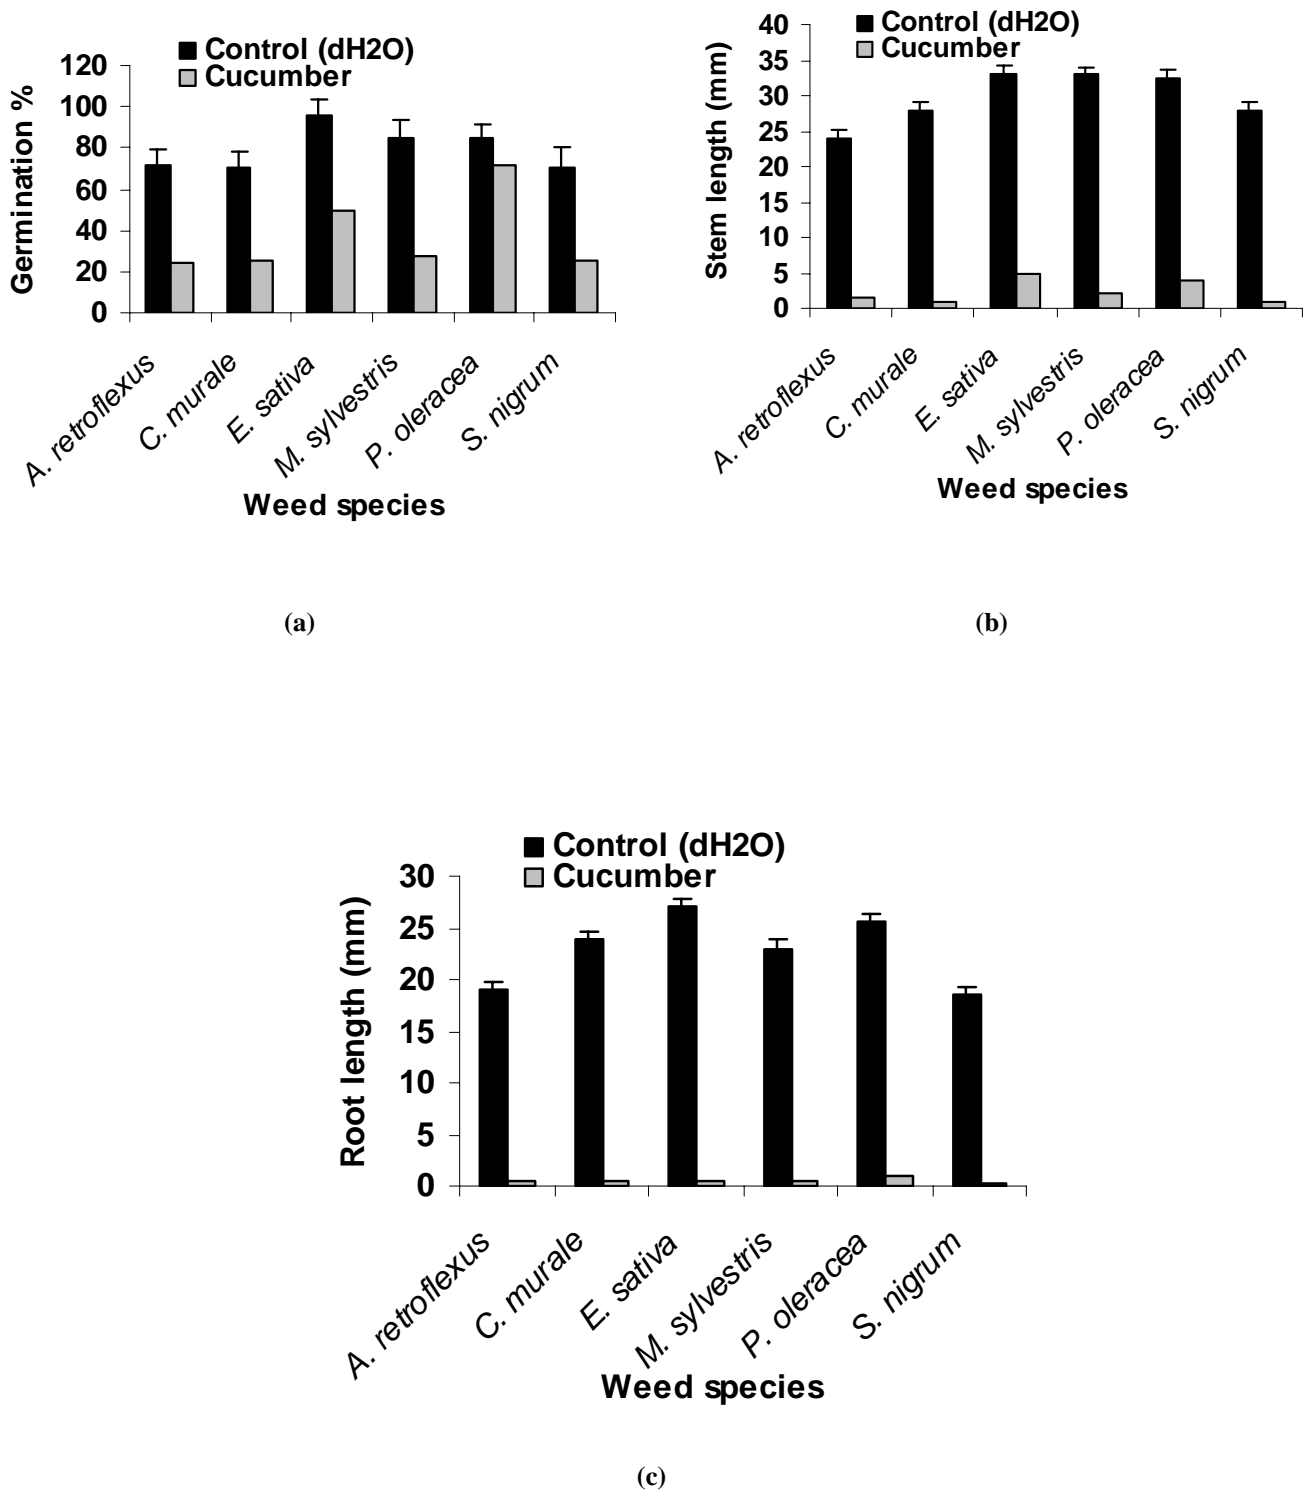 Control (dH2O)
Cucumber
120
100
80
60
40
20
0
Germination %
A. retroflexus
C. murale
E. sativa
M. sylvestris
P. oleracea
S. nigrum
Weed species
(a)
Control (dH2O)
Cucumber
40
35
30
25
20
15
10
5
0
Stem length (mm)
A. retroflexus
C. murale
E. sativa
M. sylvestris
P. oleracea
S. nigrum
Weed species
(b)
Control (dH2O)
Cucumber
30
25
20
15
10
5
0
Root length (mm)
A. retroflexus
C. murale
E. sativa
M. sylvestris
P. oleracea
S. nigrum
Weed species
(c)